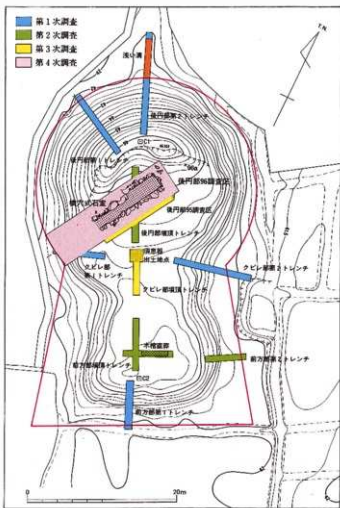 第1次調査
第2次調査
第3次調査
第4次調査
T.N.
浅い溝
後円部第2トレンチ
C1
後円部第1トレンチ
後円部96調査区
横穴式石室
後円部95調査区
後円部墳頂トレンチ
クビレ部
第1トレンチ
出土地点
クビレ部第2トレンチ
クビレ部墳頂トレンチ
木棺直葬
前方部墳頂トレンチ
前方部第2トレンチ
C2
前方部第1トレンチ
0
20m